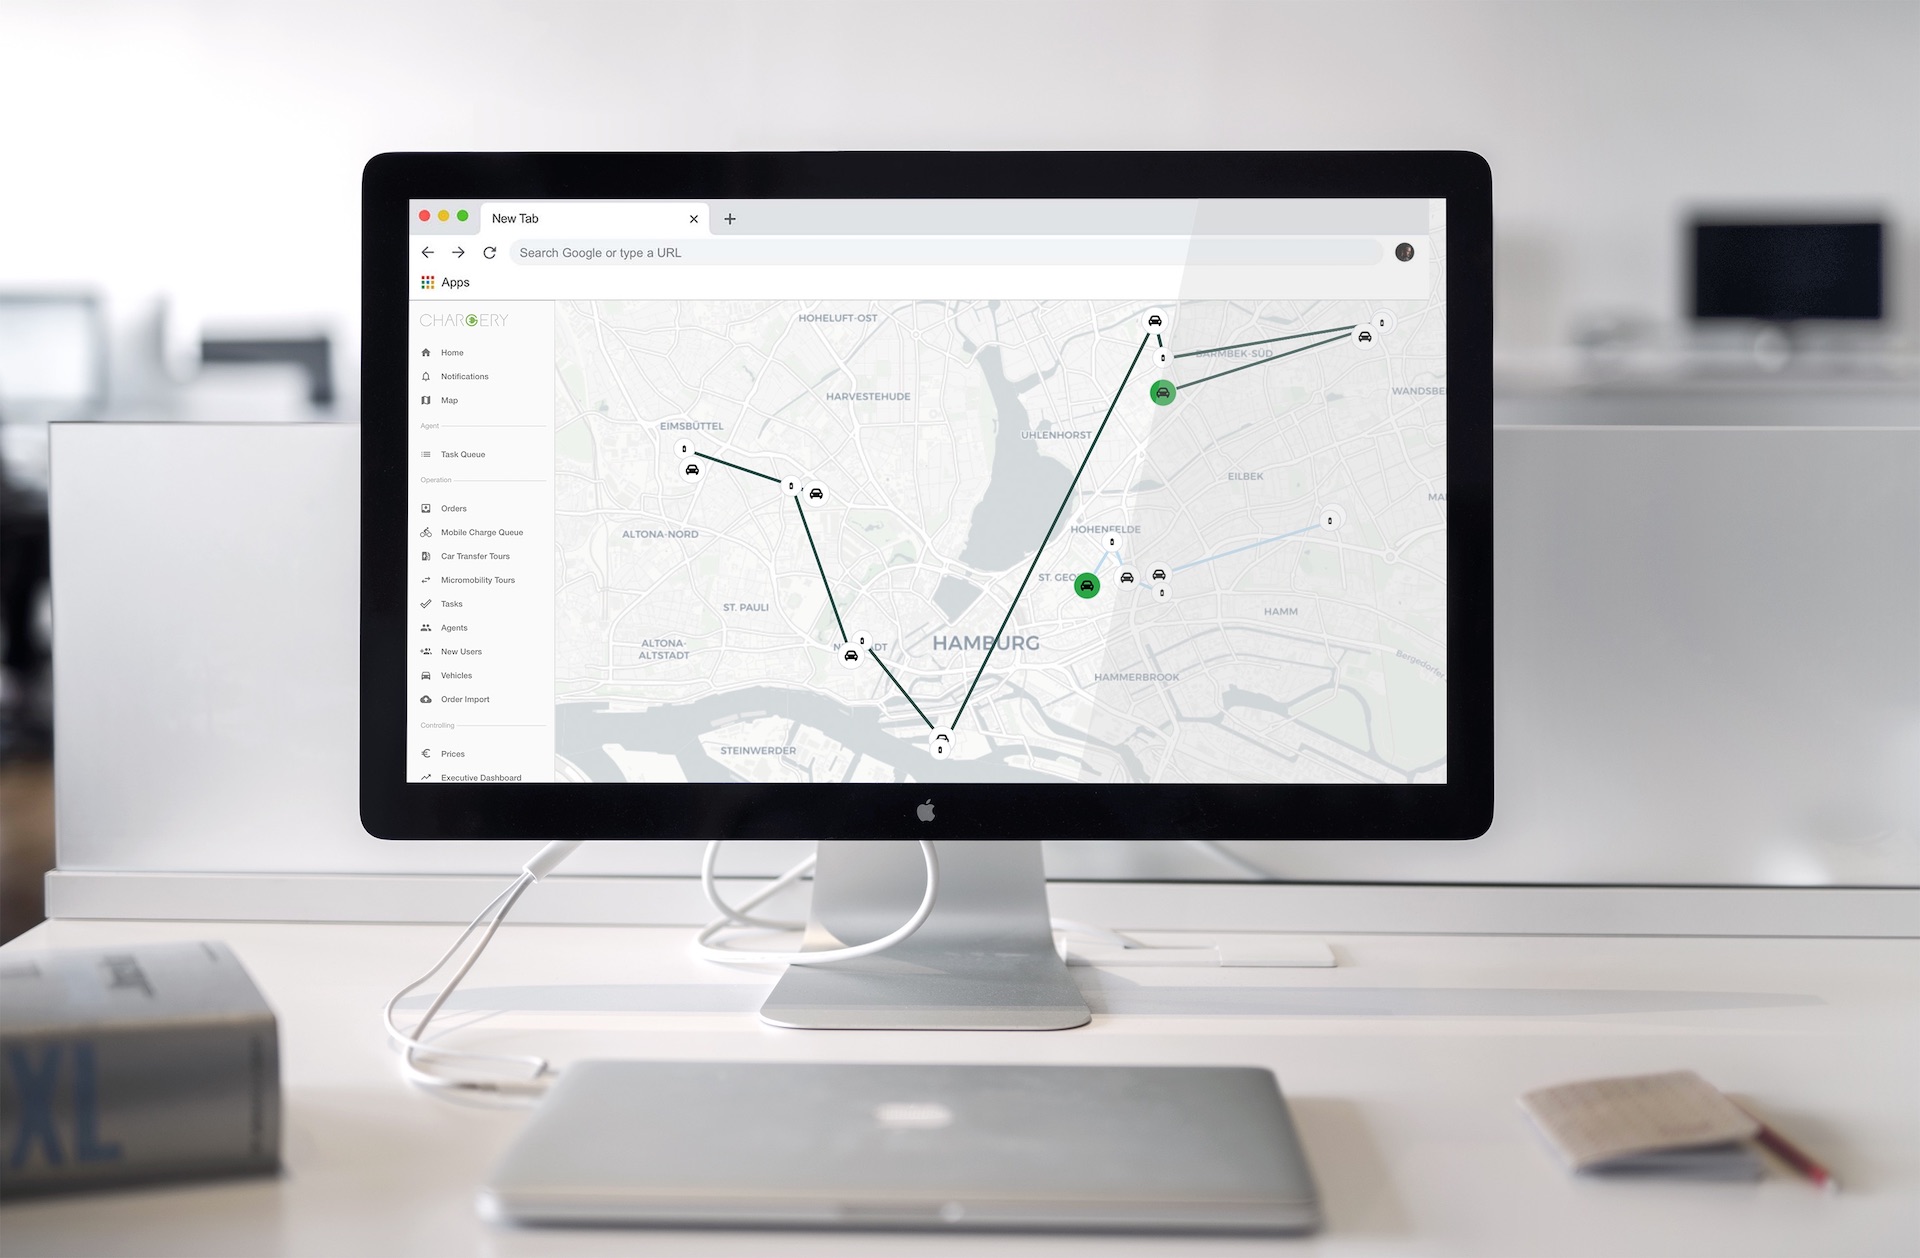 New Tab
Search Google or type a URL
Apps
CHARGERY
Home
Notifications
Map
Agent
Task Queue
Operation
Orders
Mobile Charge Queue
Car Transfer Tours
Micromobility Tours
Tasks
Agents
New Users
Vehicles
Order Import
Controlling
Prices
Executive Dashboard
HOHELUFT-OST
BARMBEK-SÜD
HARVESTEHUDE
WANDSBE
EIMSBÜTTEL
UHLENHORST
EILBEK
MA
ALTONA-NORD
HOHENFELDE
ST. GEO
ST. PAULI
HAMM
ALTONA-
ALTSTADT
N ADT
HAMBURG
Bergedorfer
HAMMERBROOK
STEINWERDER
XL